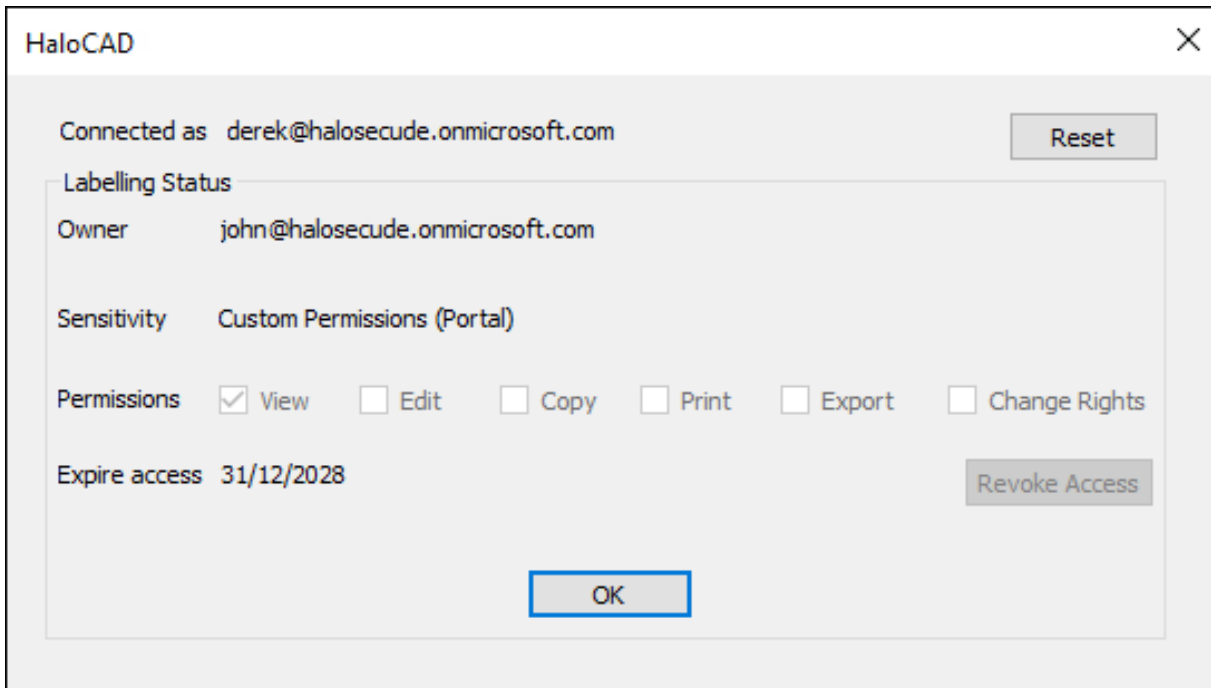 HaloCAD
Connected as derek@halosecude.onmicrosoft.com Reset
Labelling Status
Owner john@halosecude.onmicrosoft.com
Sensitivity Custom Permissions (Portal)
Permissions View Edit Copy Print Export Change Rights
Expire access 31/12/2028
Revoke Access
OK